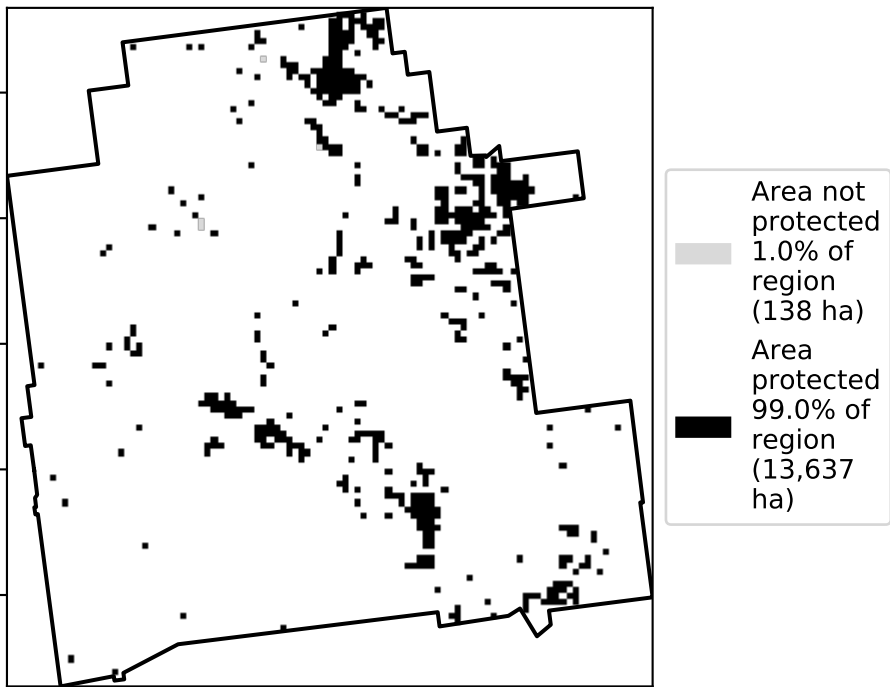 Area not
protected
1.0% of
region
(138 ha)
Area
protected
99.0% of
region
(13,637
ha)